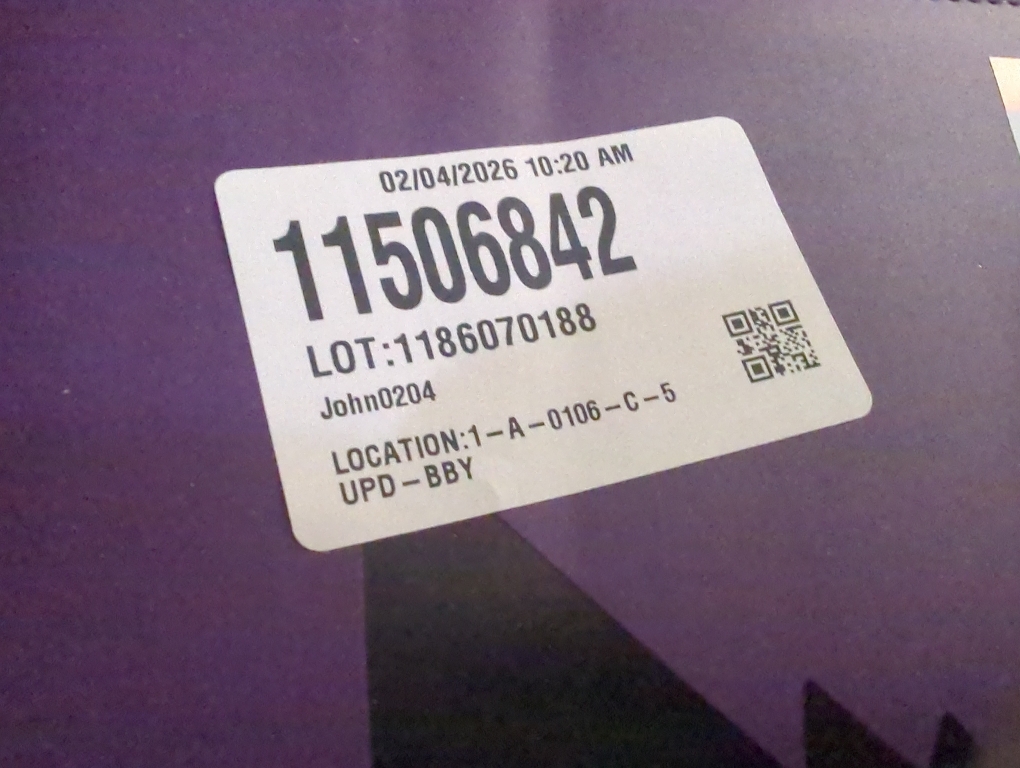 02/04/2026 10:20 AM
11506842
LOT:1186070188
John0204
LOCATION:1-A-0106-C-5
UPD-BBY